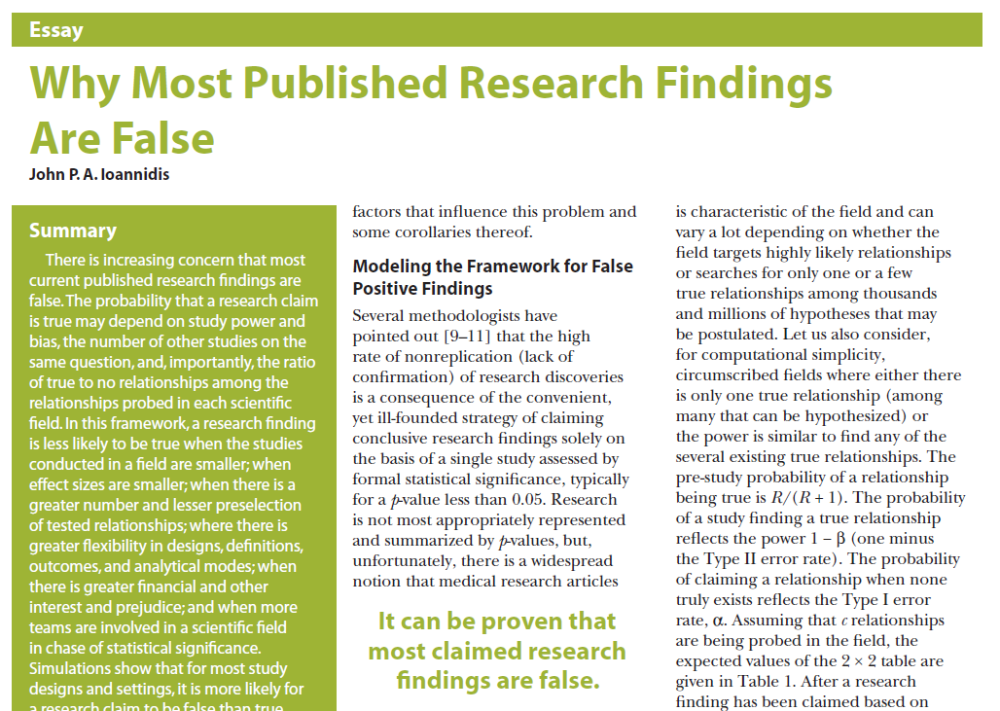 Essay
Why Most Published Research Findings
Are False
John P. A. Ioannidis
Summary
There is increasing concern that most
current published research findings are
false. The probability that a research claim
is true may depend on study power and
bias, the number of other studies on the
same question, and, importantly, the ratio
of true to no relationships among the
relationships probed in each scientific
field. In this framework, a research finding
is less likely to be true when the studies
conducted in a field are smaller; when
effect sizes are smaller; when there is a
greater number and lesser preselection
of tested relationships; where there is
greater flexibility in designs, definitions,
outcomes, and analytical modes; when
there is greater financial and other
interest and prejudice; and when more
teams are involved in a scientific field
in chase of statistical significance.
Simulations show that for most study
designs and settings, it is more likely for
a research claim to be false than true.
factors that influence this problem and
some corollaries thereof.
Modeling the Framework for False
Positive Findings
Several methodologists have
pointed out [9–11] that the high
rate of nonreplication (lack of
confirmation) of research discoveries
is a consequence of the convenient,
yet ill-founded strategy of claiming
conclusive research findings solely on
the basis of a single study assessed by
formal statistical significance, typically
for a p-value less than 0.05. Research
is not most appropriately represented
and summarized by p-values, but,
unfortunately, there is a widespread
notion that medical research articles
It can be proven that
most claimed research
findings are false.
is characteristic of the field and can
vary a lot depending on whether the
field targets highly likely relationships
or searches for only one or a few
true relationships among thousands
and millions of hypotheses that may
be postulated. Let us also consider,
for computational simplicity,
circumscribed fields where either there
is only one true relationship (among
many that can be hypothesized) or
the power is similar to find any of the
several existing true relationships. The
pre-study probability of a relationship
being true is R/(R + 1). The probability
of a study finding a true relationship
reflects the power 1 − β (one minus
the Type II error rate). The probability
of claiming a relationship when none
truly exists reflects the Type I error
rate, α. Assuming that c relationships
are being probed in the field, the
expected values of the 2 × 2 table are
given in Table 1. After a research
finding has been claimed based on